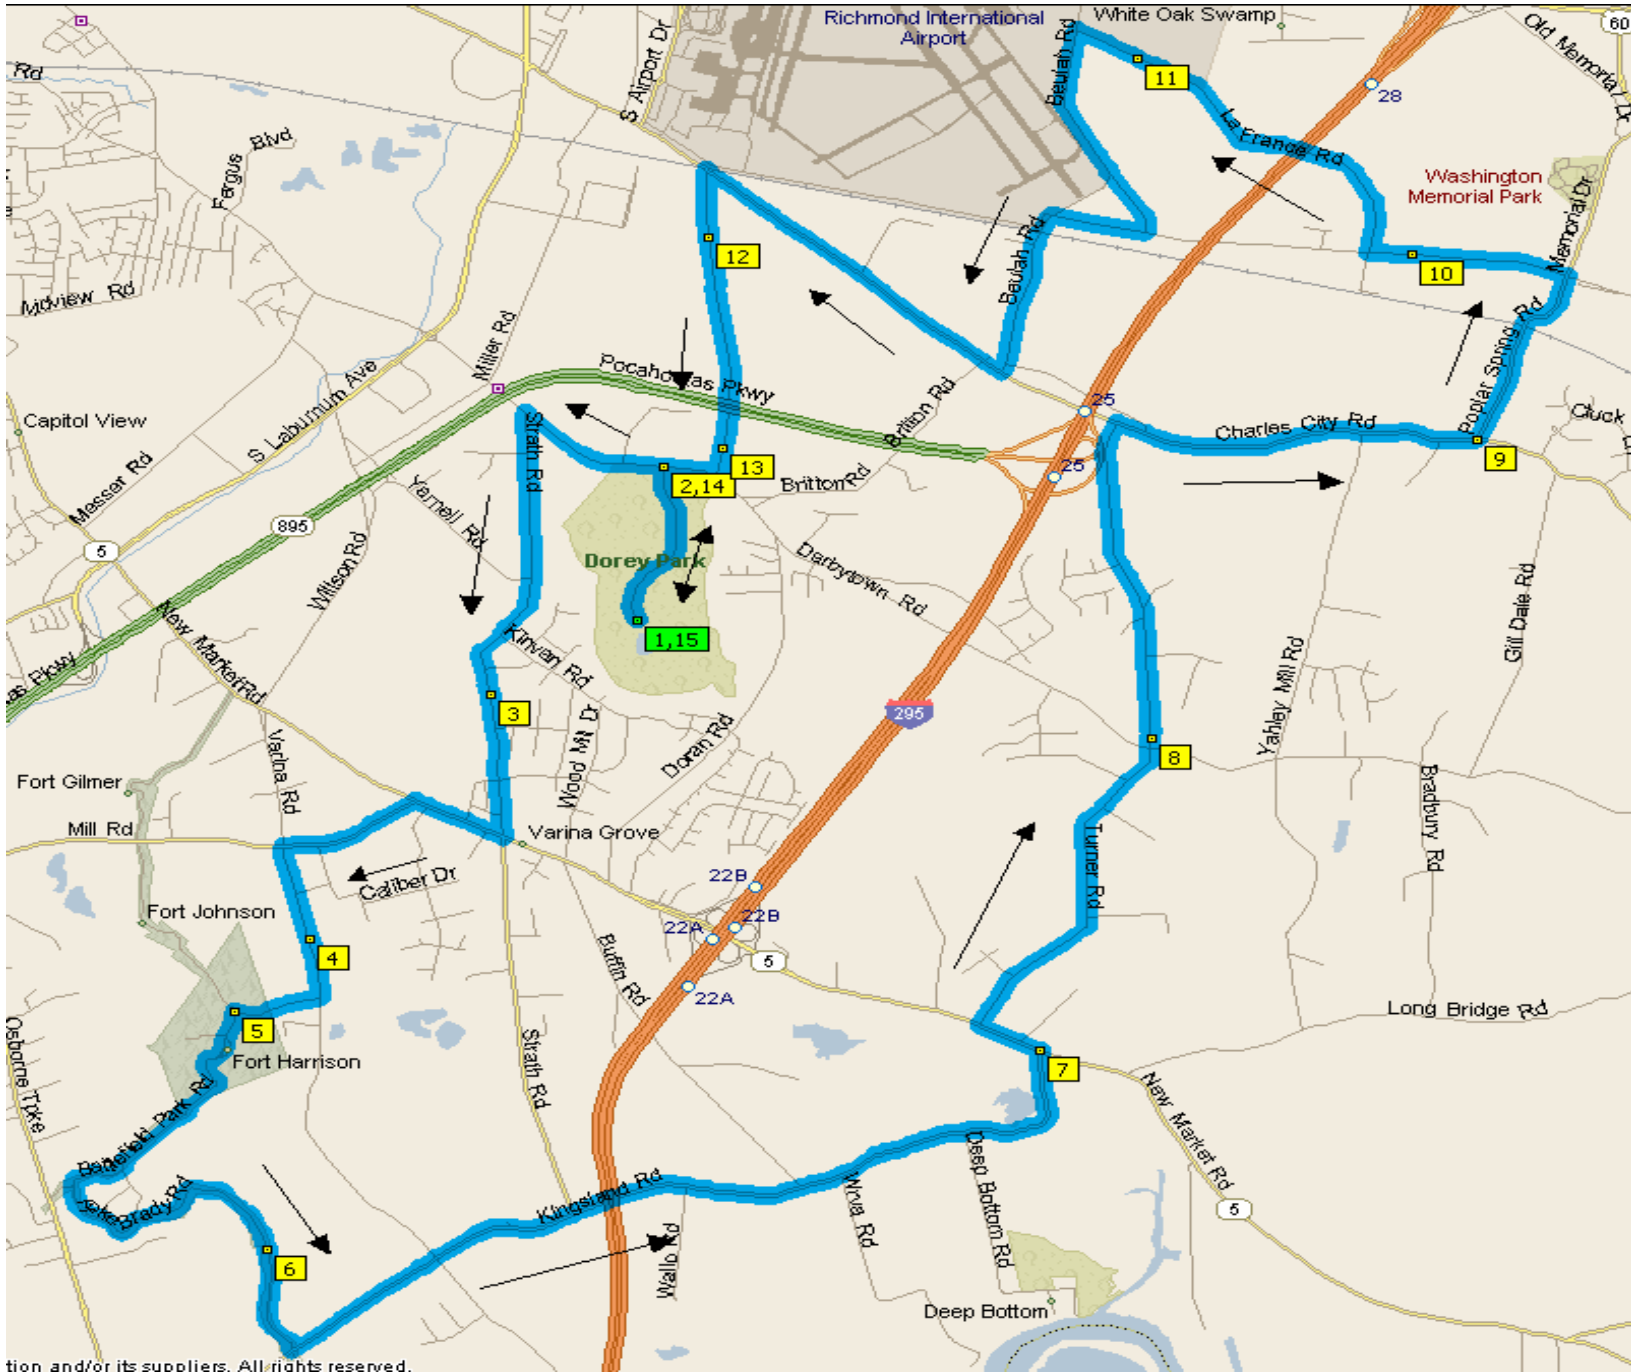 Richmond International
Airport
White Oak Swamp
60
Old Memorial Dr
Rd
S Airport Dr
Beulah Rd
11
28
Fergus Blvd
La France Rd
Washington
Memorial Park
Memorial Dr
12
Beulah Rd
10
Midview Rd
Miller Rd
Poplar Spring Rd
Pocahontas Pkwy
S Laburnum Ave
Britton Rd
25
Capitol View
Strath Rd
Charles City Rd
Cluck
9
Messer Rd
13
25
2,14
Britton Rd
Yarnell Rd
895
5
Willson Rd
Dorey Park
Darbytown Rd
Gill Dale Rd
New Market Rd
Kinvan Rd
1,15
as Pkwy
Yahley Mill Rd
3
295
Wood Mill Dr
Doran Rd
Varina Rd
8
Fort Gilmer
Bradbury Rd
Mill Rd
Varina Grove
Turner Rd
Caliber Dr
22B
Fort Johnson
22B
22A
4
Buffin Rd
5
22A
Long Bridge Rd
5
Osborne Tpke
Fort Harrison
Strath Rd
7
Battlefield Park Rd
New Market Rd
Deep Bottom Rd
Kingsland Rd
Brady Rd
Wrva Rd
5
Wallo Rd
6
Deep Bottom
tion and/or its suppliers. All rights reserved.